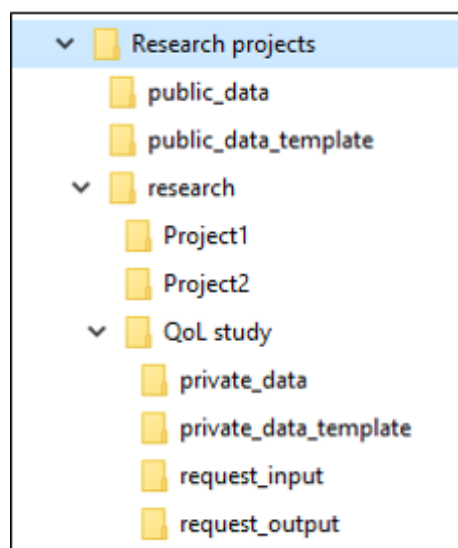 Research projects
public_data
public_data_template
research
Project1
Project2
QoL study
private_data
private_data_template
request_input
request_output